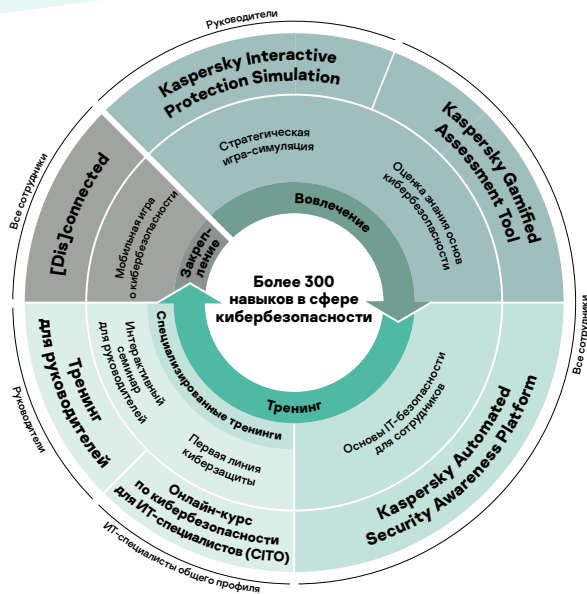 Руководители
Kaspersky Interactive
Protection Simulation
Стратегическая
игра-симуляция
Kaspersky Gamified
Assessment Tool
Оценка знания основ
кибербезопасности
Вовлечение
Все сотрудники
[Dis]connected
Мобильная игра
о кибербезопасности
Закреп-
ление
Более 300
навыков в сфере
кибербезопасности
Все сотрудники
Тренинг
Основы IT-безопасности
для сотрудников
Kaspersky Automated
Security Awareness Platform
Специализированные тренинги
Интерактивный
семинар
для руководителей
Тренинг
для руководителей
Руководители
Первая линия
киберзащиты
Онлайн-курс
по кибербезопасности
для ИТ-специалистов (CITO)
ИТ-специалисты общего профиля